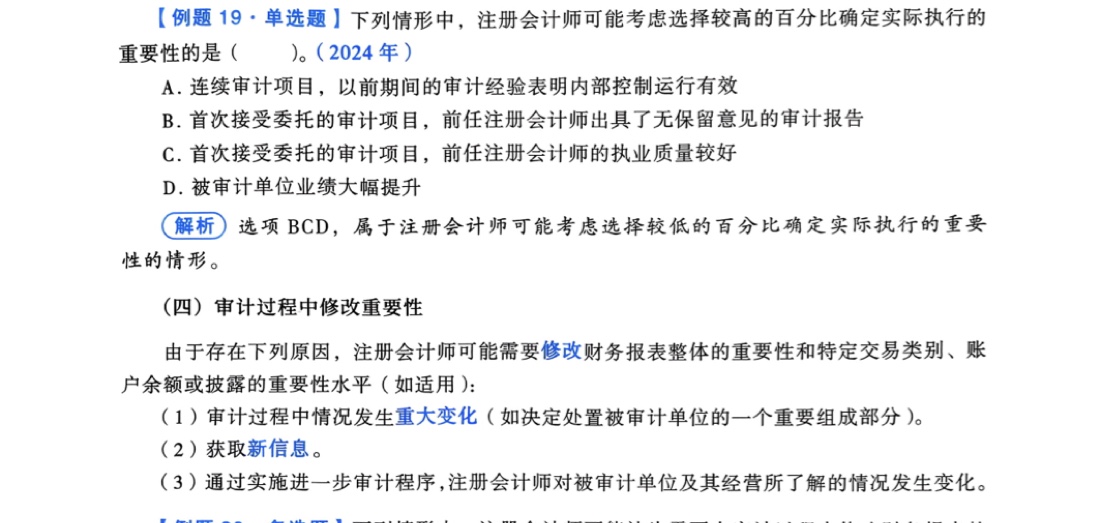 【例题 19·单选题】下列情形中，注册会计师可能考虑选择较高的百分比确定实际执行的
重要性的是（　　）。（2024 年）
A. 连续审计项目，以前期间的审计经验表明内部控制运行有效
B. 首次接受委托的审计项目，前任注册会计师出具了无保留意见的审计报告
C. 首次接受委托的审计项目，前任注册会计师的执业质量较好
D. 被审计单位业绩大幅提升
解析 选项 BCD，属于注册会计师可能考虑选择较低的百分比确定实际执行的重要
性的情形。
（四）审计过程中修改重要性
由于存在下列原因，注册会计师可能需要修改财务报表整体的重要性和特定交易类别、账
户余额或披露的重要性水平（如适用）：
（1）审计过程中情况发生重大变化（如决定处置被审计单位的一个重要组成部分）。
（2）获取新信息。
（3）通过实施进一步审计程序，注册会计师对被审计单位及其经营所了解的情况发生变化。